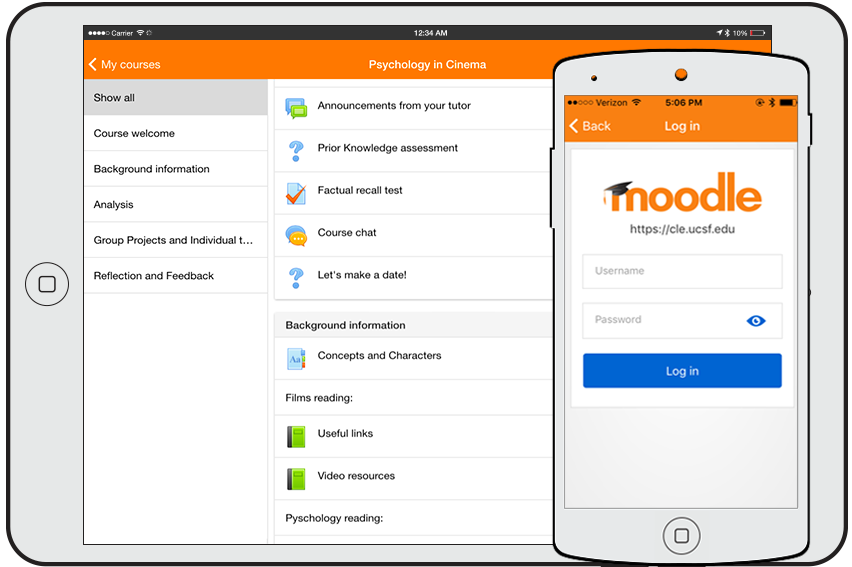 Carrier
12:34 AM
10%
My courses
Psychology in Cinema
Show all
Course welcome
Background information
Analysis
Group Projects and Individual t...
Reflection and Feedback
Announcements from your tutor
Prior Knowledge assessment
Factual recall test
Course chat
Let's make a date!
Background information
Aa
Concepts and Characters
Films reading:
Useful links
Video resources
Pyschology reading:
Verizon
5:06 PM
Back
Log in
moodle
https://cle.ucsf.edu
Username
Password
Log in